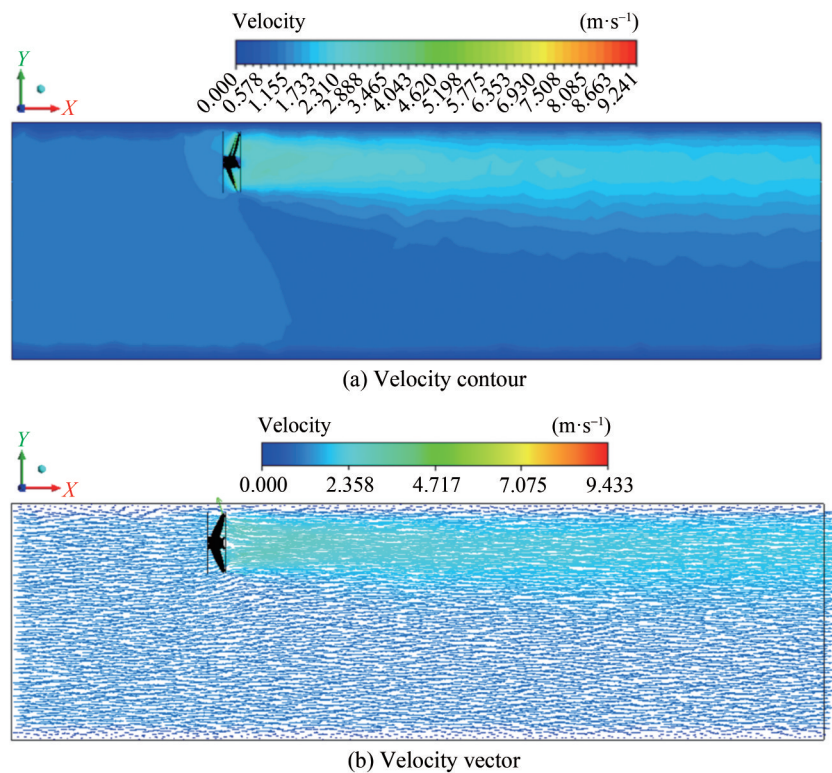 Velocity (m·s⁻¹)
0.000 0.578 1.155 1.733 2.310 2.888 3.465 4.043 4.620 5.198 5.775 6.353 6.930 7.508 8.085 8.663 9.241
Y
X
(a) Velocity contour
Velocity (m·s⁻¹)
0.000 2.358 4.717 7.075 9.433
Y
X
(b) Velocity vector